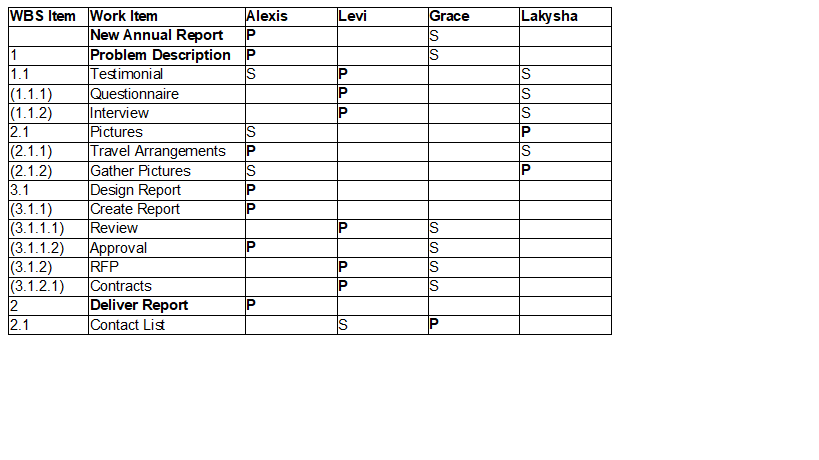 WBS Item Work Item Alexis Levi Grace Lakysha
New Annual Report P S
1 Problem Description P S
1.1 Testimonial S P S
(1.1.1) Questionnaire P S
(1.1.2) Interview P S
2.1 Pictures S P
(2.1.1) Travel Arrangements P S
(2.1.2) Gather Pictures S P
3.1 Design Report P
(3.1.1) Create Report P
(3.1.1.1) Review P S
(3.1.1.2) Approval P S
(3.1.2) RFP P S
(3.1.2.1) Contracts P S
2 Deliver Report P
2.1 Contact List S P